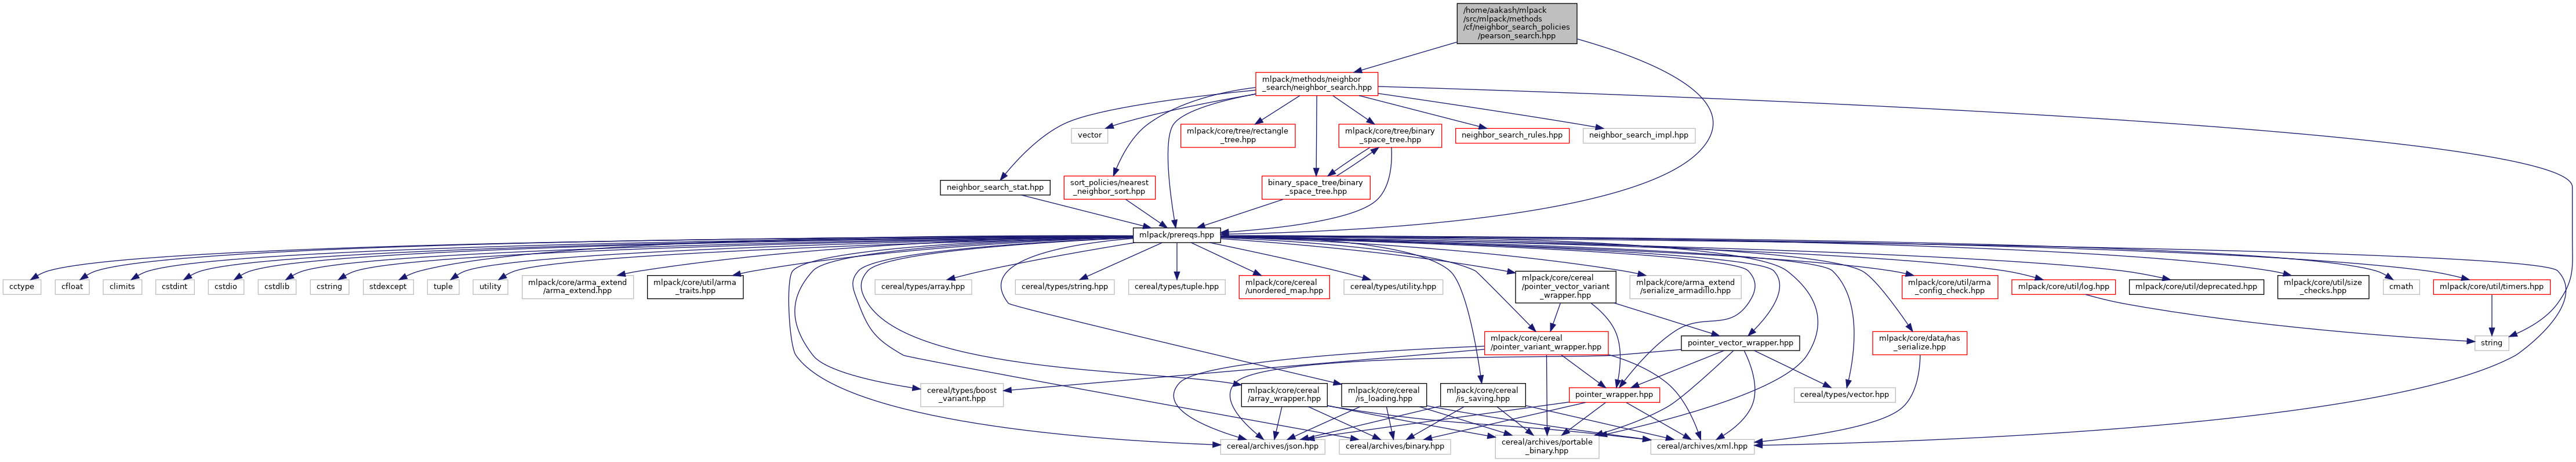 /home/aakash/mlpack
/src/mlpack/methods
/cf/neighbor_search_policies
/pearson_search.hpp
mlpack/methods/neighbor
_search/neighbor_search.hpp
vector
mlpack/core/tree/rectangle
_tree.hpp
mlpack/core/tree/binary
_space_tree.hpp
neighbor_search_rules.hpp
neighbor_search_impl.hpp
neighbor_search_stat.hpp
sort_policies/nearest
_neighbor_sort.hpp
binary_space_tree/binary
_space_tree.hpp
mlpack/prereqs.hpp
cctype
cfloat
climits
cstdint
cstdio
cstdlib
cstring
stdexcept
tuple
utility
mlpack/core/arma_extend
/arma_extend.hpp
mlpack/core/util/arma
_traits.hpp
cereal/types/array.hpp
cereal/types/string.hpp
cereal/types/tuple.hpp
mlpack/core/cereal
/unordered_map.hpp
cereal/types/utility.hpp
mlpack/core/cereal
/pointer_vector_variant
_wrapper.hpp
mlpack/core/arma_extend
/serialize_armadillo.hpp
mlpack/core/util/arma
_config_check.hpp
mlpack/core/util/log.hpp
mlpack/core/util/deprecated.hpp
mlpack/core/util/size
_checks.hpp
cmath
mlpack/core/util/timers.hpp
mlpack/core/cereal
/pointer_variant_wrapper.hpp
pointer_vector_wrapper.hpp
mlpack/core/data/has
_serialize.hpp
string
cereal/types/boost
_variant.hpp
mlpack/core/cereal
/array_wrapper.hpp
mlpack/core/cereal
/is_loading.hpp
mlpack/core/cereal
/is_saving.hpp
pointer_wrapper.hpp
cereal/types/vector.hpp
cereal/archives/json.hpp
cereal/archives/binary.hpp
cereal/archives/portable
_binary.hpp
cereal/archives/xml.hpp